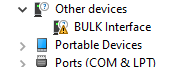 Other devices
BULK Interface
Portable Devices
Ports (COM & LPT)